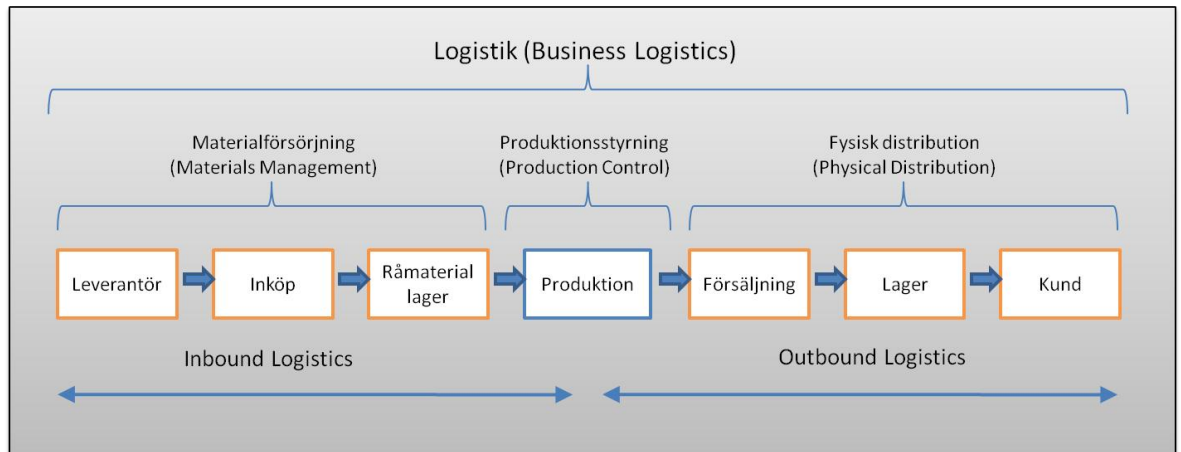 Logistik (Business Logistics)
Materialförsörjning
(Materials Management)
Produktionsstyrning
(Production Control)
Fysisk distribution
(Physical Distribution)
Leverantör
Inköp
Råmaterial
lager
Produktion
Försäljning
Lager
Kund
Inbound Logistics
Outbound Logistics